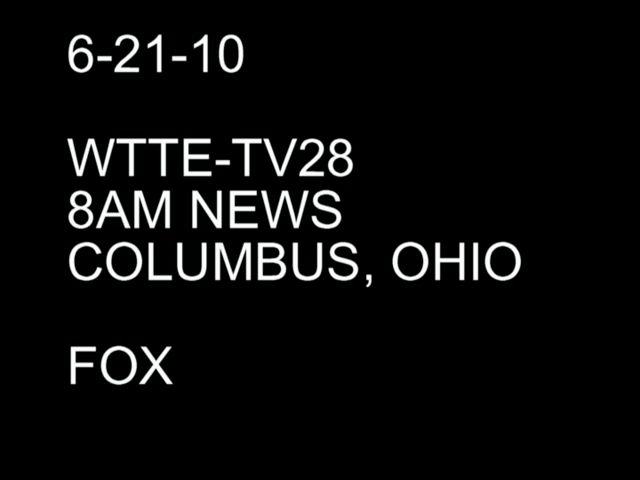 6-21-10
WTTE-TV28
8AM NEWS
COLUMBUS, OHIO
FOX